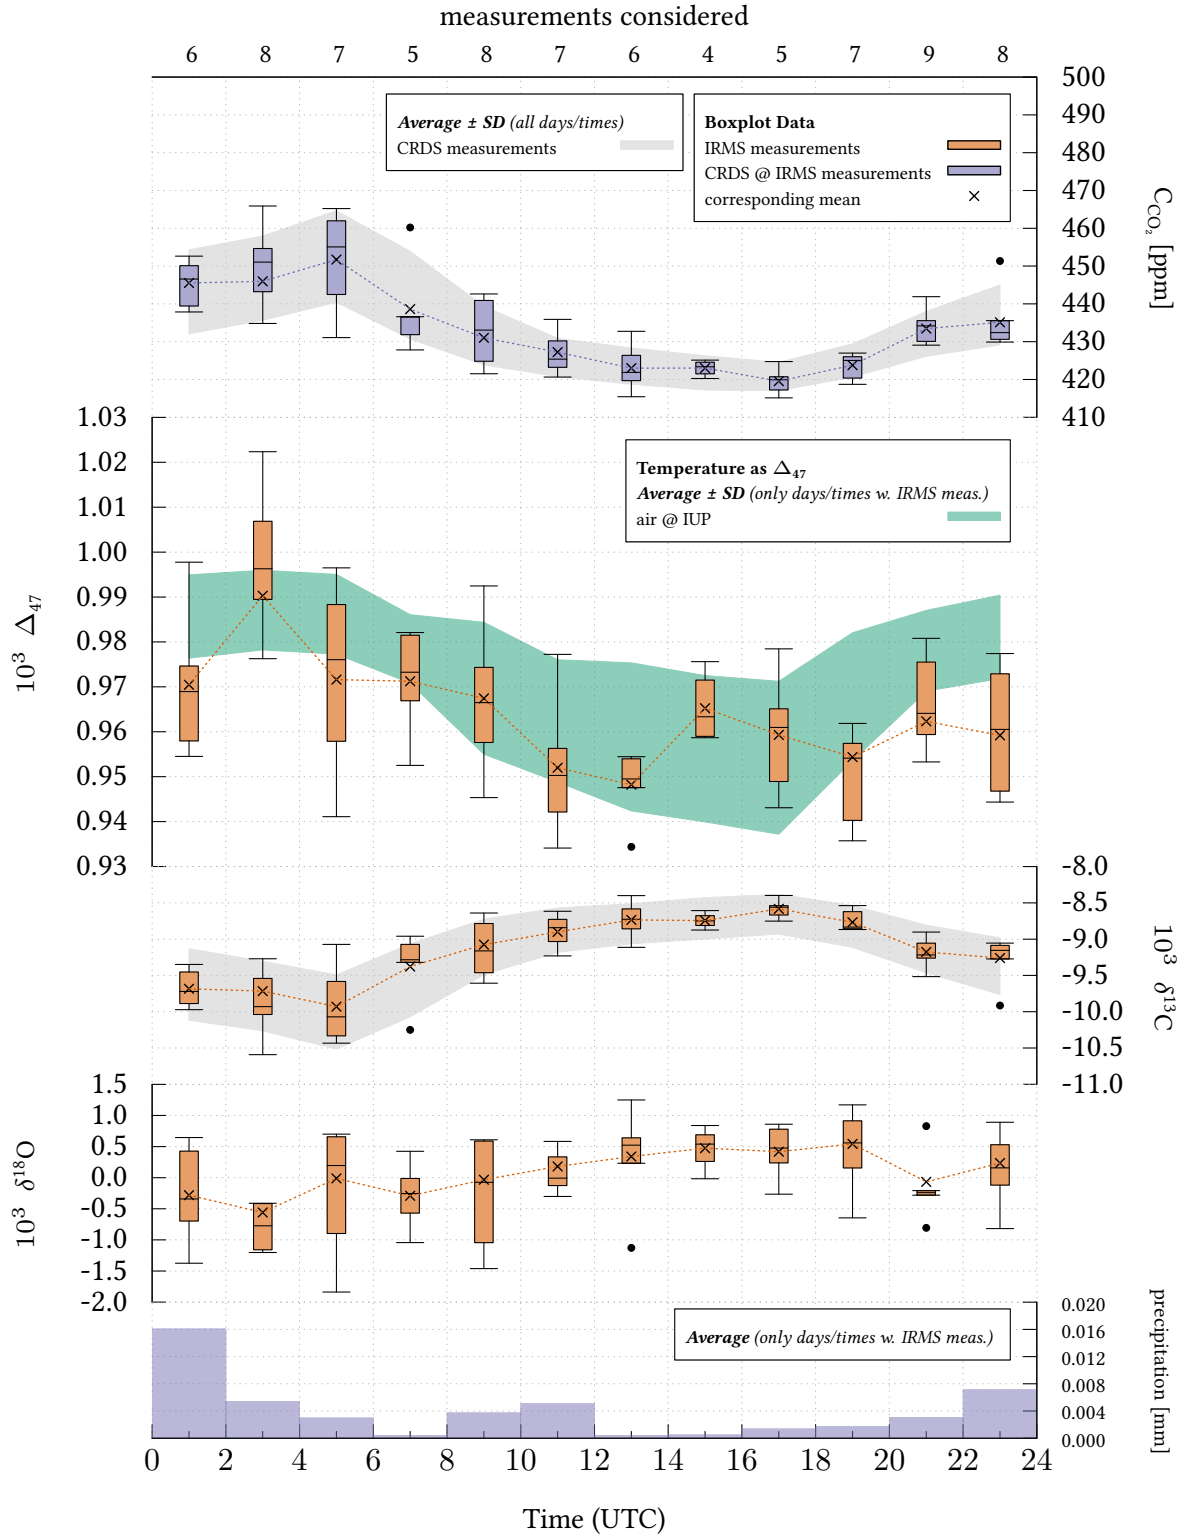 measurements considered
6 8 7 5 8 7 6 4 5 7 9 8
500
490
480
470
460
450
440
430
420
410
C_CO₂ [ppm]
Average ± SD (all days/times)
CRDS measurements
Boxplot Data
IRMS measurements
CRDS @ IRMS measurements
corresponding mean
1.03
1.02
1.01
1.00
0.99
0.98
0.97
0.96
0.95
0.94
0.93
10³ Δ₄₇
Temperature as Δ₄₇
Average ± SD (only days/times w. IRMS meas.)
air @ IUP
-8.0
-8.5
-9.0
-9.5
-10.0
-10.5
-11.0
10³ δ¹³C
1.5
1.0
0.5
0.0
-0.5
-1.0
-1.5
-2.0
10³ δ¹⁸O
Average (only days/times w. IRMS meas.)
0.020
0.016
0.012
0.008
0.004
0.000
precipitation [mm]
0 2 4 6 8 10 12 14 16 18 20 22 24
Time (UTC)